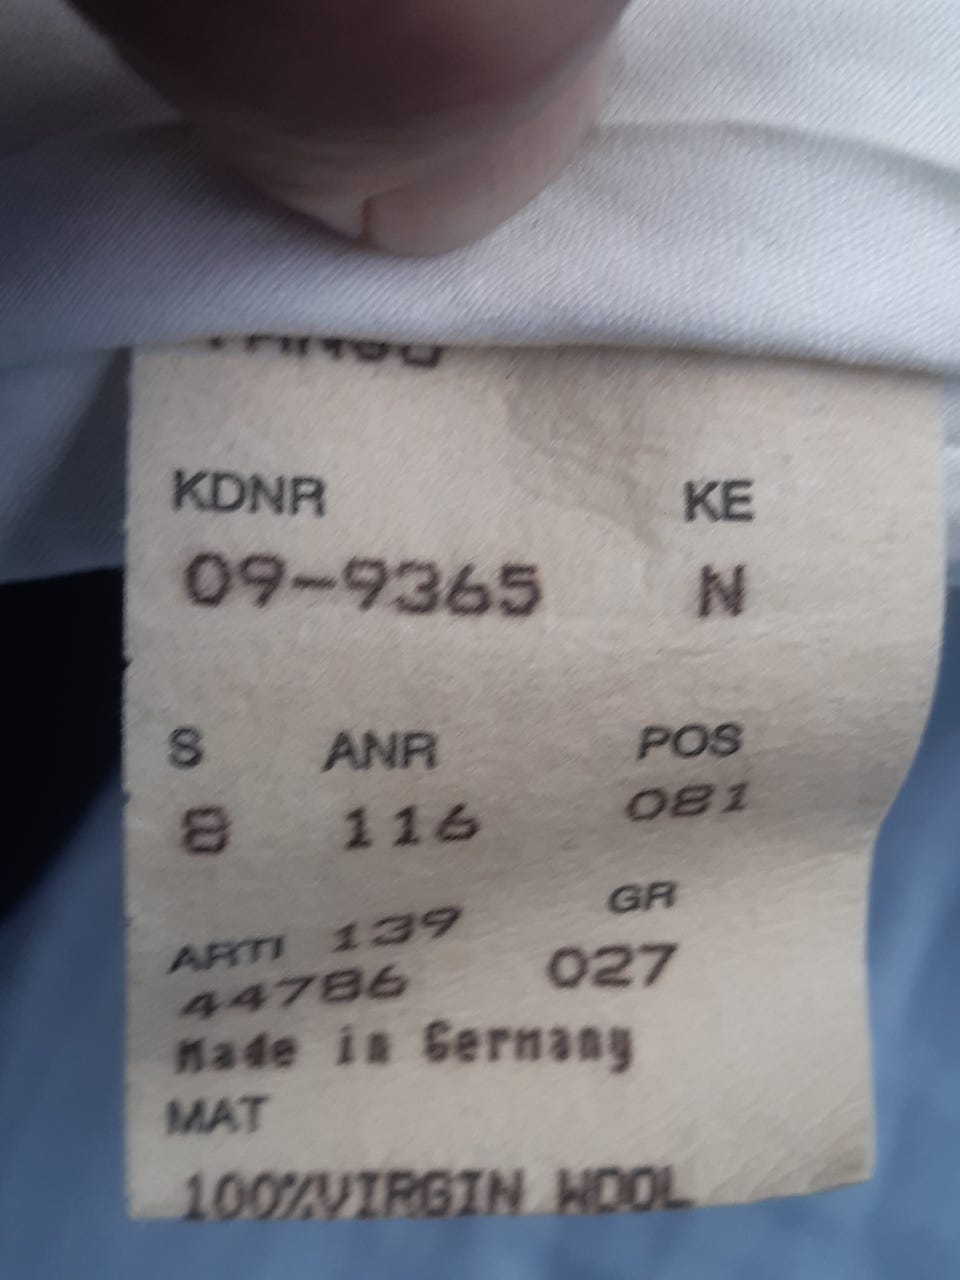 KDNR KE
09-9365 N
S ANR POS
8 116 081
ARTI 139 GR
44786 027
Made in Germany
MAT
100%VIRGIN WOOL